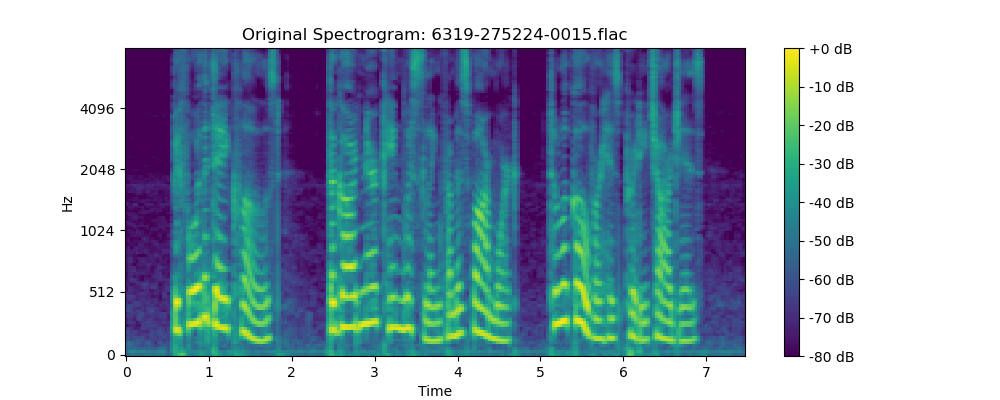 Original Spectrogram: 6319-275224-0015.flac
Hz
4096
2048
1024
512
0
0 1 2 3 4 5 6 7
Time
+0 dB
-10 dB
-20 dB
-30 dB
-40 dB
-50 dB
-60 dB
-70 dB
-80 dB